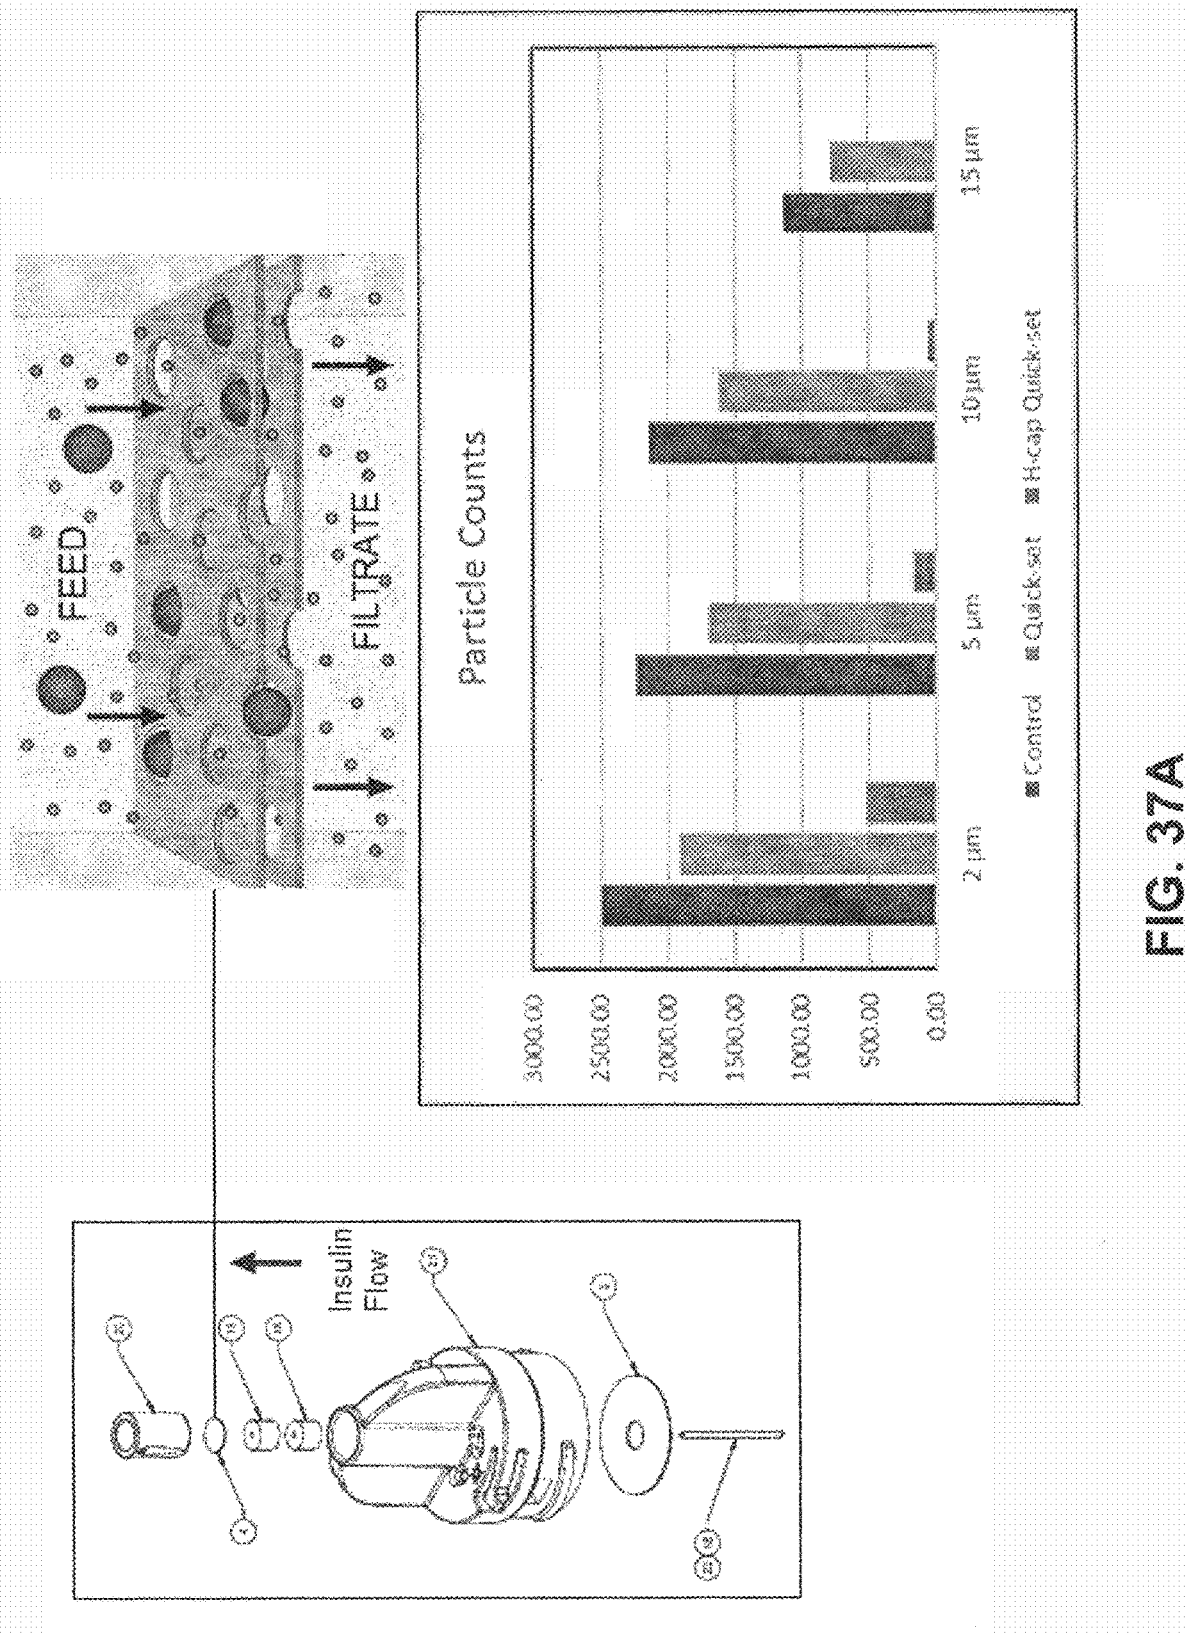 FEED
FILTRATE
Insulin
Flow
Particle Counts
3000.00
2500.00
2000.00
1500.00
1000.00
500.00
0.00
2 µm
5 µm
10 µm
15 µm
Control
Quick-set
H-cap Quick-set
FIG. 37A